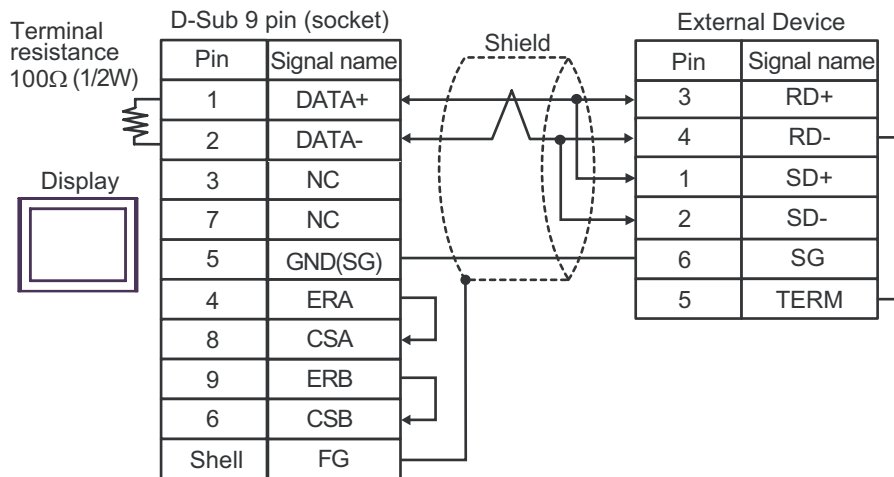 Terminal
resistance
100Ω (1/2W)
D-Sub 9 pin (socket)
Pin Signal name
1 DATA+
2 DATA-
3 NC
7 NC
5 GND(SG)
4 ERA
8 CSA
9 ERB
6 CSB
Shell FG
Display
Shield
External Device
Pin Signal name
3 RD+
4 RD-
1 SD+
2 SD-
6 SG
5 TERM